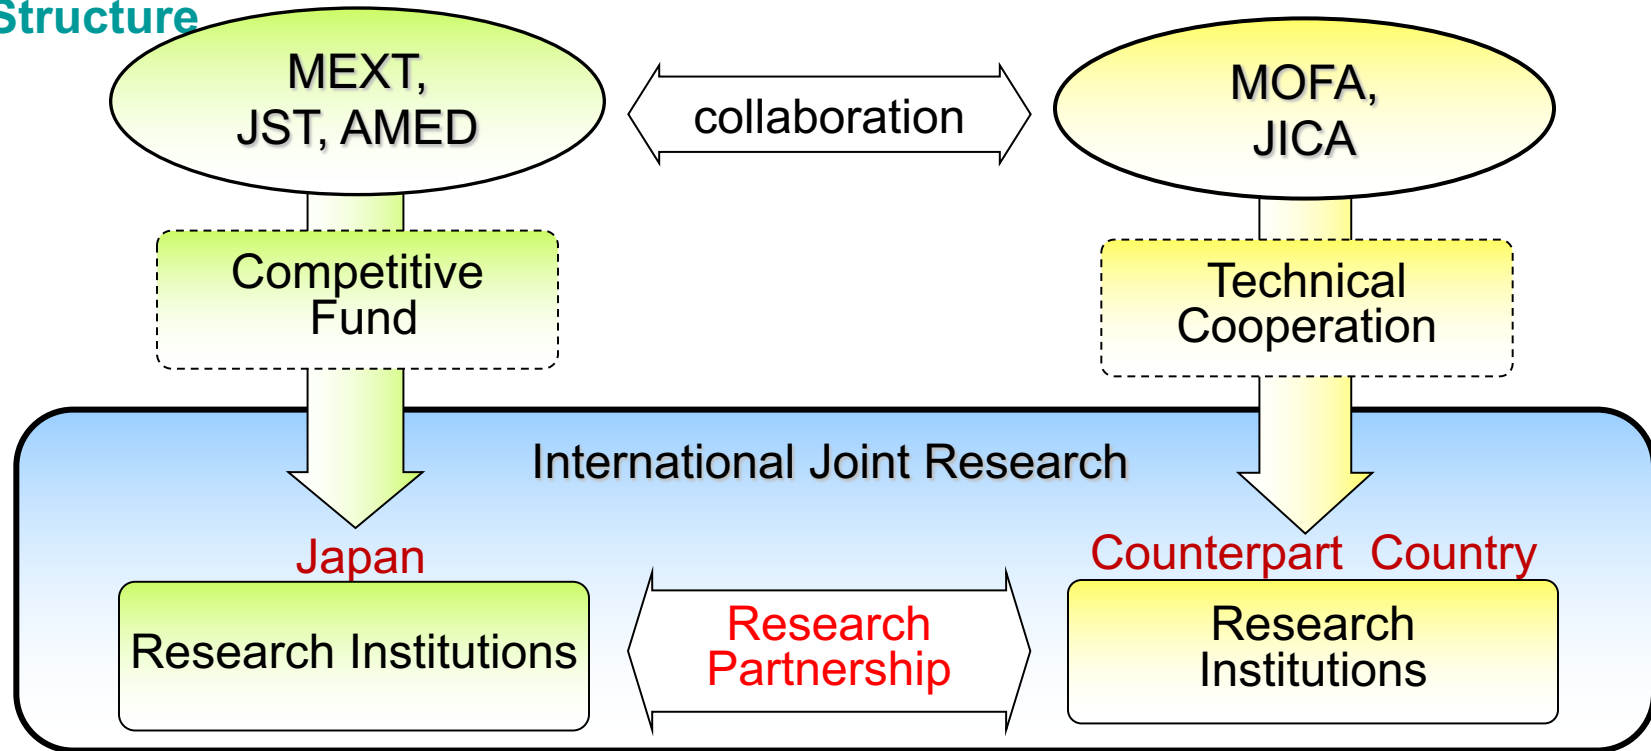 Structure
MEXT,
JST, AMED
collaboration
MOFA,
JICA
Competitive
Fund
Technical
Cooperation
International Joint Research
Japan
Counterpart Country
Research Institutions
Research
Partnership
Research
Institutions